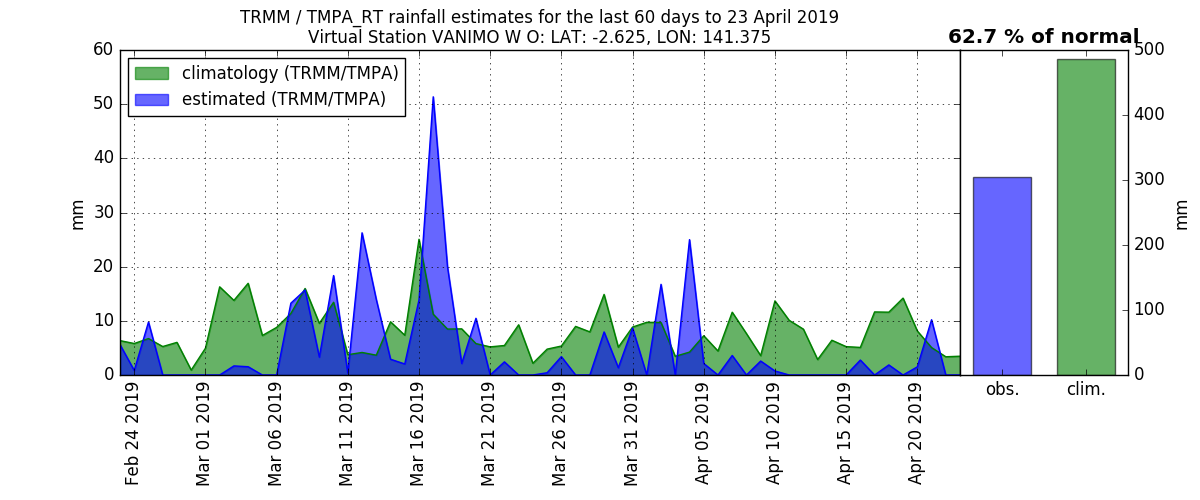 TRMM / TMPA_RT rainfall estimates for the last 60 days to 23 April 2019
Virtual Station VANIMO W O: LAT: -2.625, LON: 141.375
62.7 % of normal
climatology (TRMM/TMPA)
estimated (TRMM/TMPA)
60
50
40
30
20
10
0
mm
Feb 24 2019
Mar 01 2019
Mar 06 2019
Mar 11 2019
Mar 16 2019
Mar 21 2019
Mar 26 2019
Mar 31 2019
Apr 05 2019
Apr 10 2019
Apr 15 2019
Apr 20 2019
obs.
clim.
500
400
300
200
100
0
mm